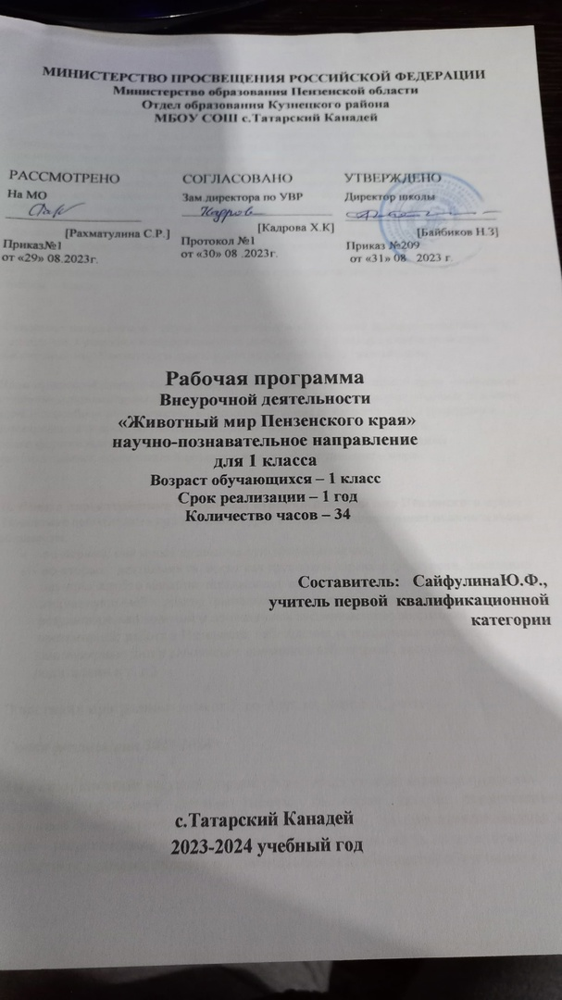 МИНИСТЕРСТВО ПРОСВЕЩЕНИЯ РОССИЙСКОЙ ФЕДЕРАЦИИ
Министерство образования Пензенской области
Отдел образования Кузнецкого района
МБОУ СОШ с.Татарский Канадей
РАССМОТРЕНО
На МО
[Рахматулина С.Р.]
Приказ№1
от «29» 08.2023г.
СОГЛАСОВАНО
Зам.директора по УВР
[Кадрова Х.К]
Протокол №1
от «30» 08 .2023г.
УТВЕРЖДЕНО
Директор школы
[Байбиков Н.З]
Приказ №209
от «31» 08 2023 г
Рабочая программа
Внеурочной деятельности
«Животный мир Пензенского края»
научно-познавательное направление
для 1 класса
Возраст обучающихся – 1 класс
Срок реализации – 1 год
Количество часов – 34
Составитель: СайфулинаЮ.Ф.,
учитель первой квалификационной
категории
с.Татарский Канадей
2023-2024 учебный год